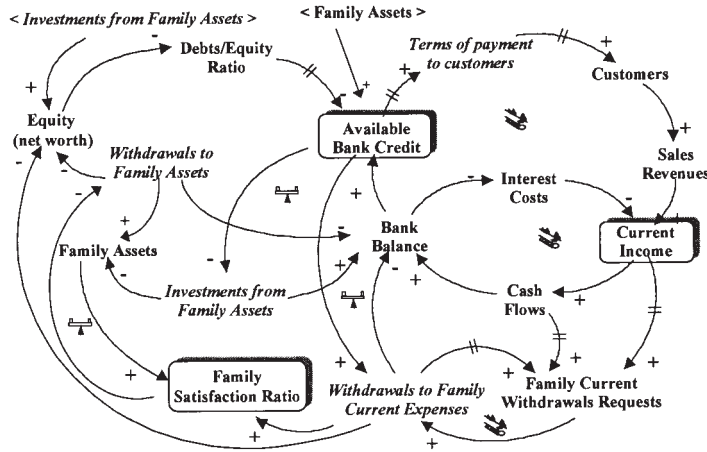 < Investments from Family Assets >
< Family Assets >
Debts/Equity
Ratio
Terms of payment
to customers
Customers
Equity
(net worth)
Available
Bank Credit
Withdrawals to
Family Assets
Sales
Revenues
Interest
Costs
Bank
Balance
Current
Income
Family Assets
Investments from
Family Assets
Cash
Flows
Family
Satisfaction Ratio
Withdrawals to Family
Current Expenses
Family Current
Withdrawals Requests